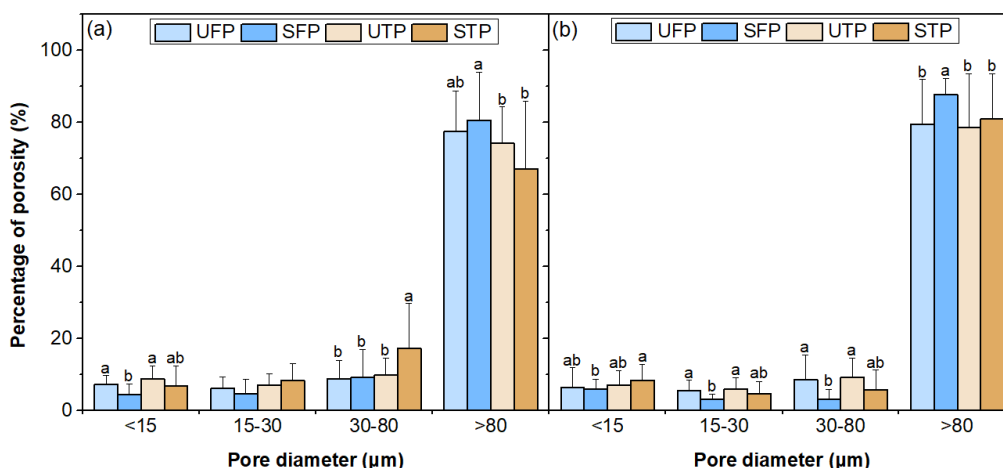 (a) UFP SFP UTP STP
(b) UFP SFP UTP STP
Percentage of porosity (%)
100
80
60
40
20
0
ab a b b
b a b b
a b a ab
b b b a
ab b ab a
a b a ab
a b a ab
<15 15-30 30-80 >80
<15 15-30 30-80 >80
Pore diameter (µm)
Pore diameter (µm)